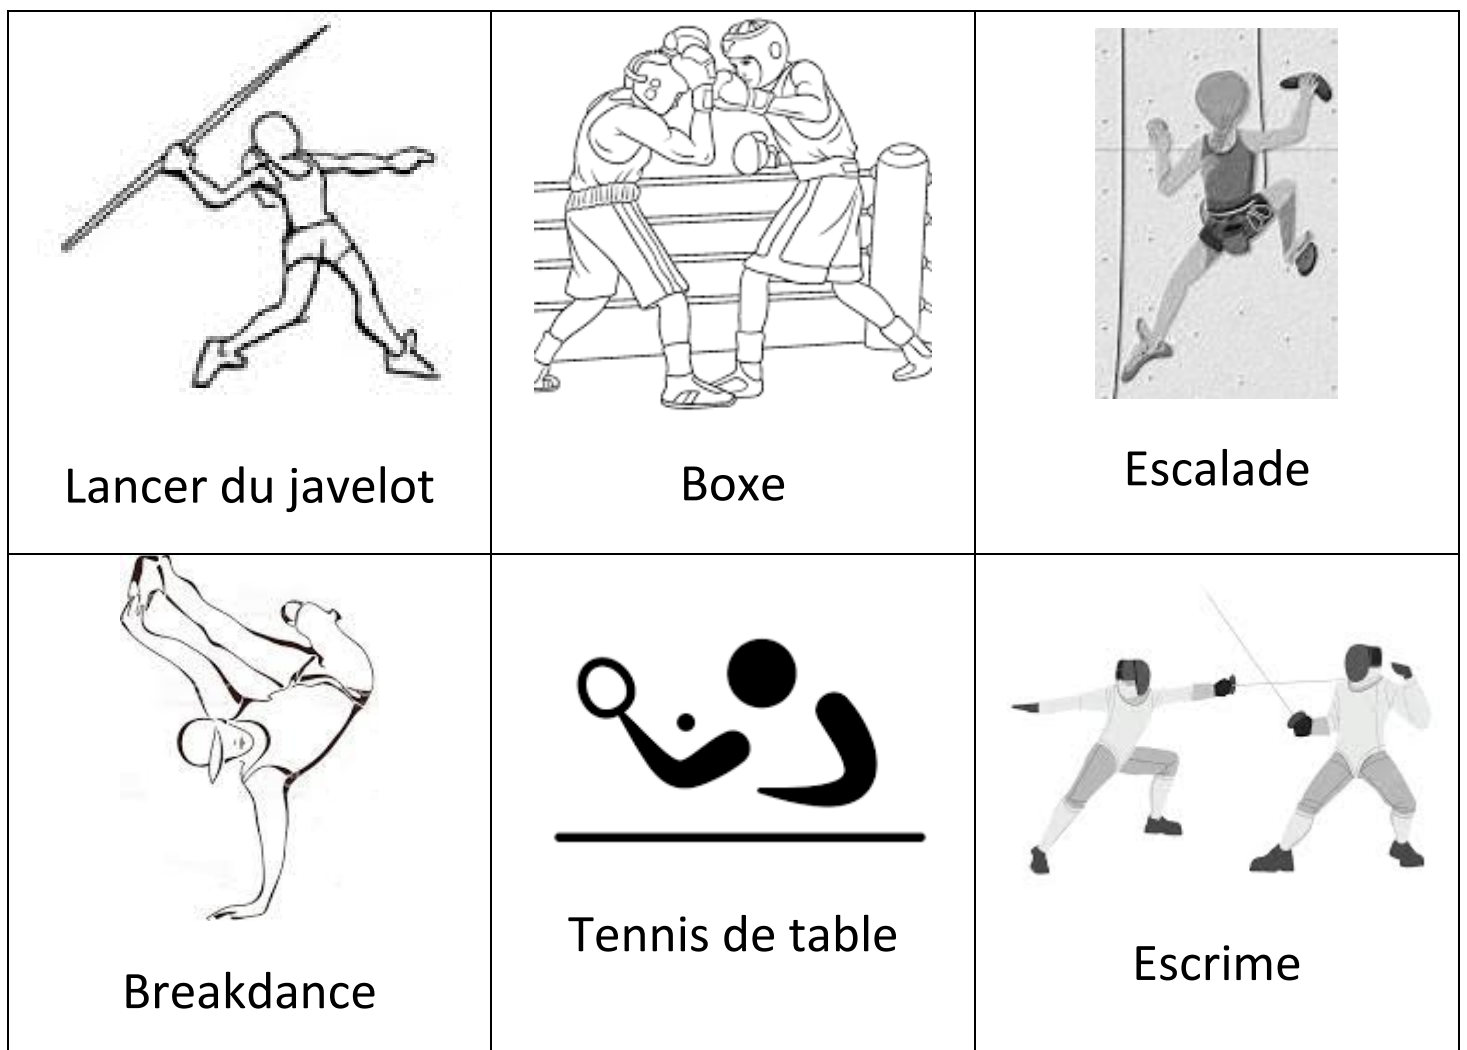 Lancer du javelot
Boxe
Escalade
Breakdance
Tennis de table
Escrime